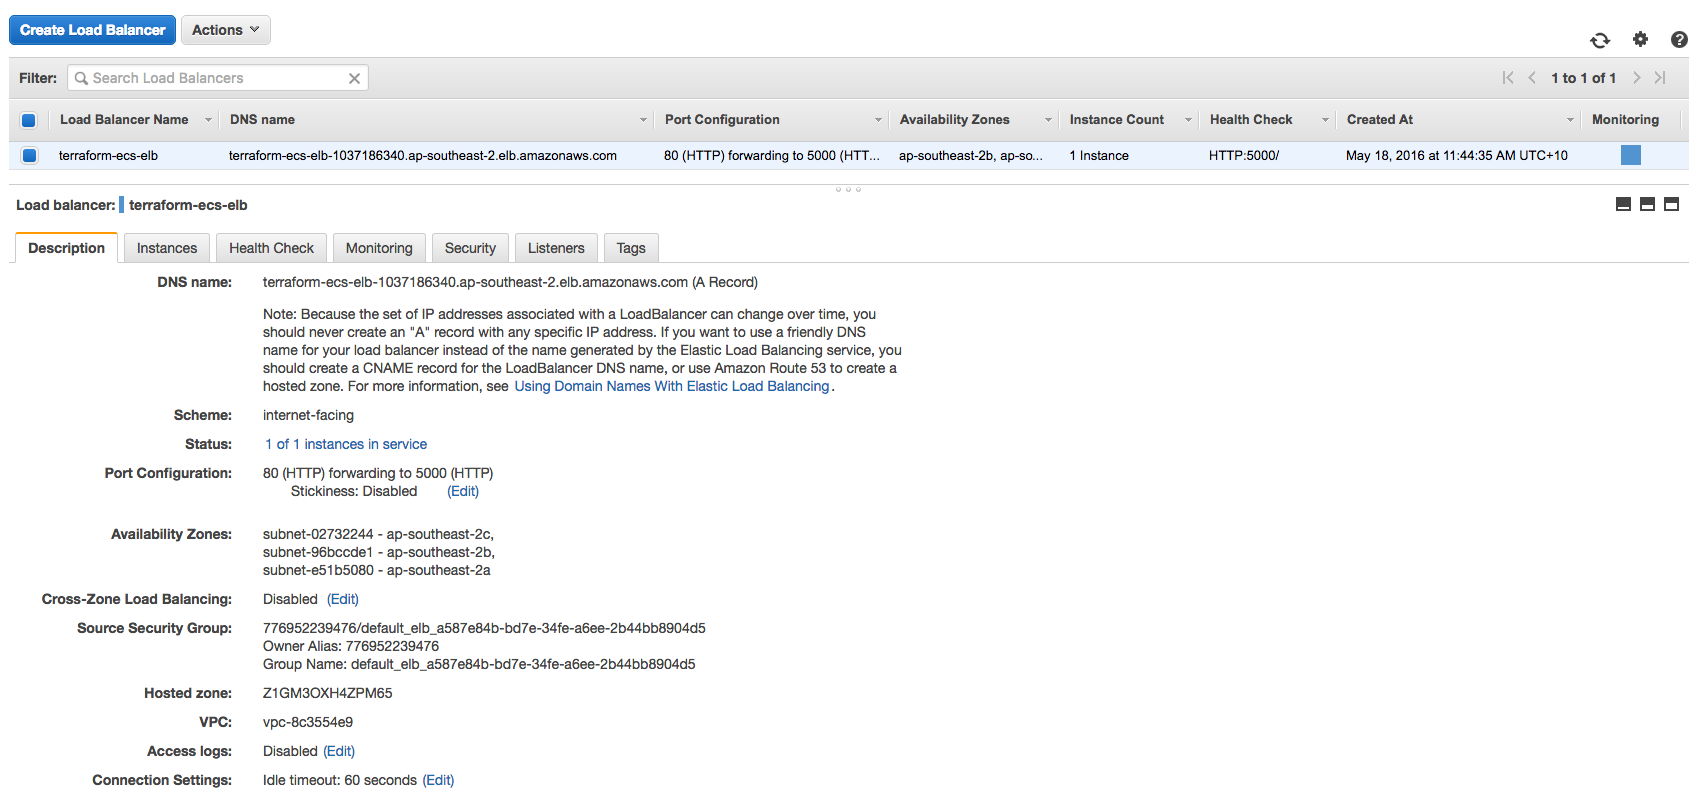 Create Load Balancer Actions
Filter: Search Load Balancers 1 to 1 of 1
Load Balancer Name DNS name Port Configuration Availability Zones Instance Count Health Check Created At Monitoring
terraform-ecs-elb terraform-ecs-elb-1037186340.ap-southeast-2.elb.amazonaws.com 80 (HTTP) forwarding to 5000 (HTT... ap-southeast-2b, ap-so... 1 Instance HTTP:5000/ May 18, 2016 at 11:44:35 AM UTC+10
Load balancer: terraform-ecs-elb
Description Instances Health Check Monitoring Security Listeners Tags
DNS name: terraform-ecs-elb-1037186340.ap-southeast-2.elb.amazonaws.com (A Record)
Note: Because the set of IP addresses associated with a LoadBalancer can change over time, you
should never create an "A" record with any specific IP address. If you want to use a friendly DNS
name for your load balancer instead of the name generated by the Elastic Load Balancing service, you
should create a CNAME record for the LoadBalancer DNS name, or use Amazon Route 53 to create a
hosted zone. For more information, see Using Domain Names With Elastic Load Balancing.
Scheme: internet-facing
Status: 1 of 1 instances in service
Port Configuration: 80 (HTTP) forwarding to 5000 (HTTP)
Stickiness: Disabled (Edit)
Availability Zones: subnet-02732244 - ap-southeast-2c,
subnet-96bccde1 - ap-southeast-2b,
subnet-e51b5080 - ap-southeast-2a
Cross-Zone Load Balancing: Disabled (Edit)
Source Security Group: 776952239476/default_elb_a587e84b-bd7e-34fe-a6ee-2b44bb8904d5
Owner Alias: 776952239476
Group Name: default_elb_a587e84b-bd7e-34fe-a6ee-2b44bb8904d5
Hosted zone: Z1GM3OXH4ZPM65
VPC: vpc-8c3554e9
Access logs: Disabled (Edit)
Connection Settings: Idle timeout: 60 seconds (Edit)